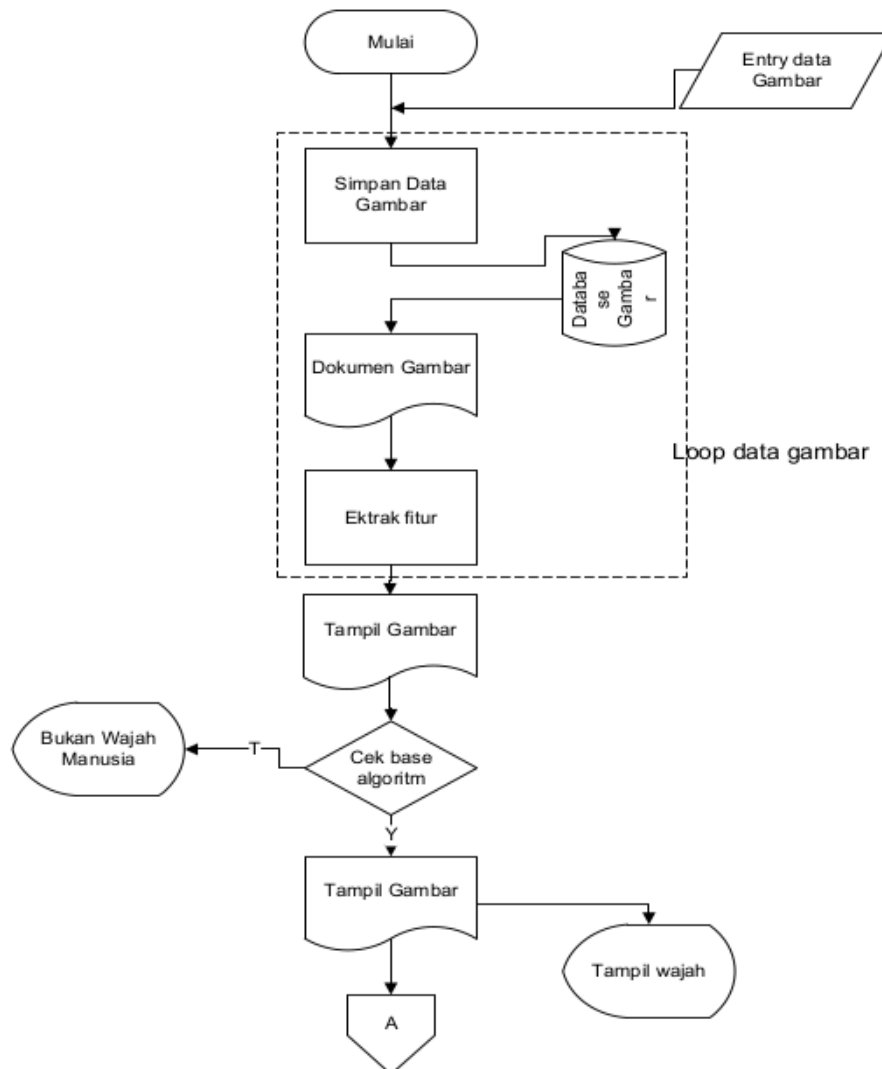 Mulai
Entry data
Gambar
Simpan Data
Gambar
Databa
se
Gamba
r
Dokumen Gambar
Loop data gambar
Ektrak fitur
Tampil Gambar
Bukan Wajah
Manusia
T
Cek base
algoritm
Y
Tampil Gambar
Tampil wajah
A